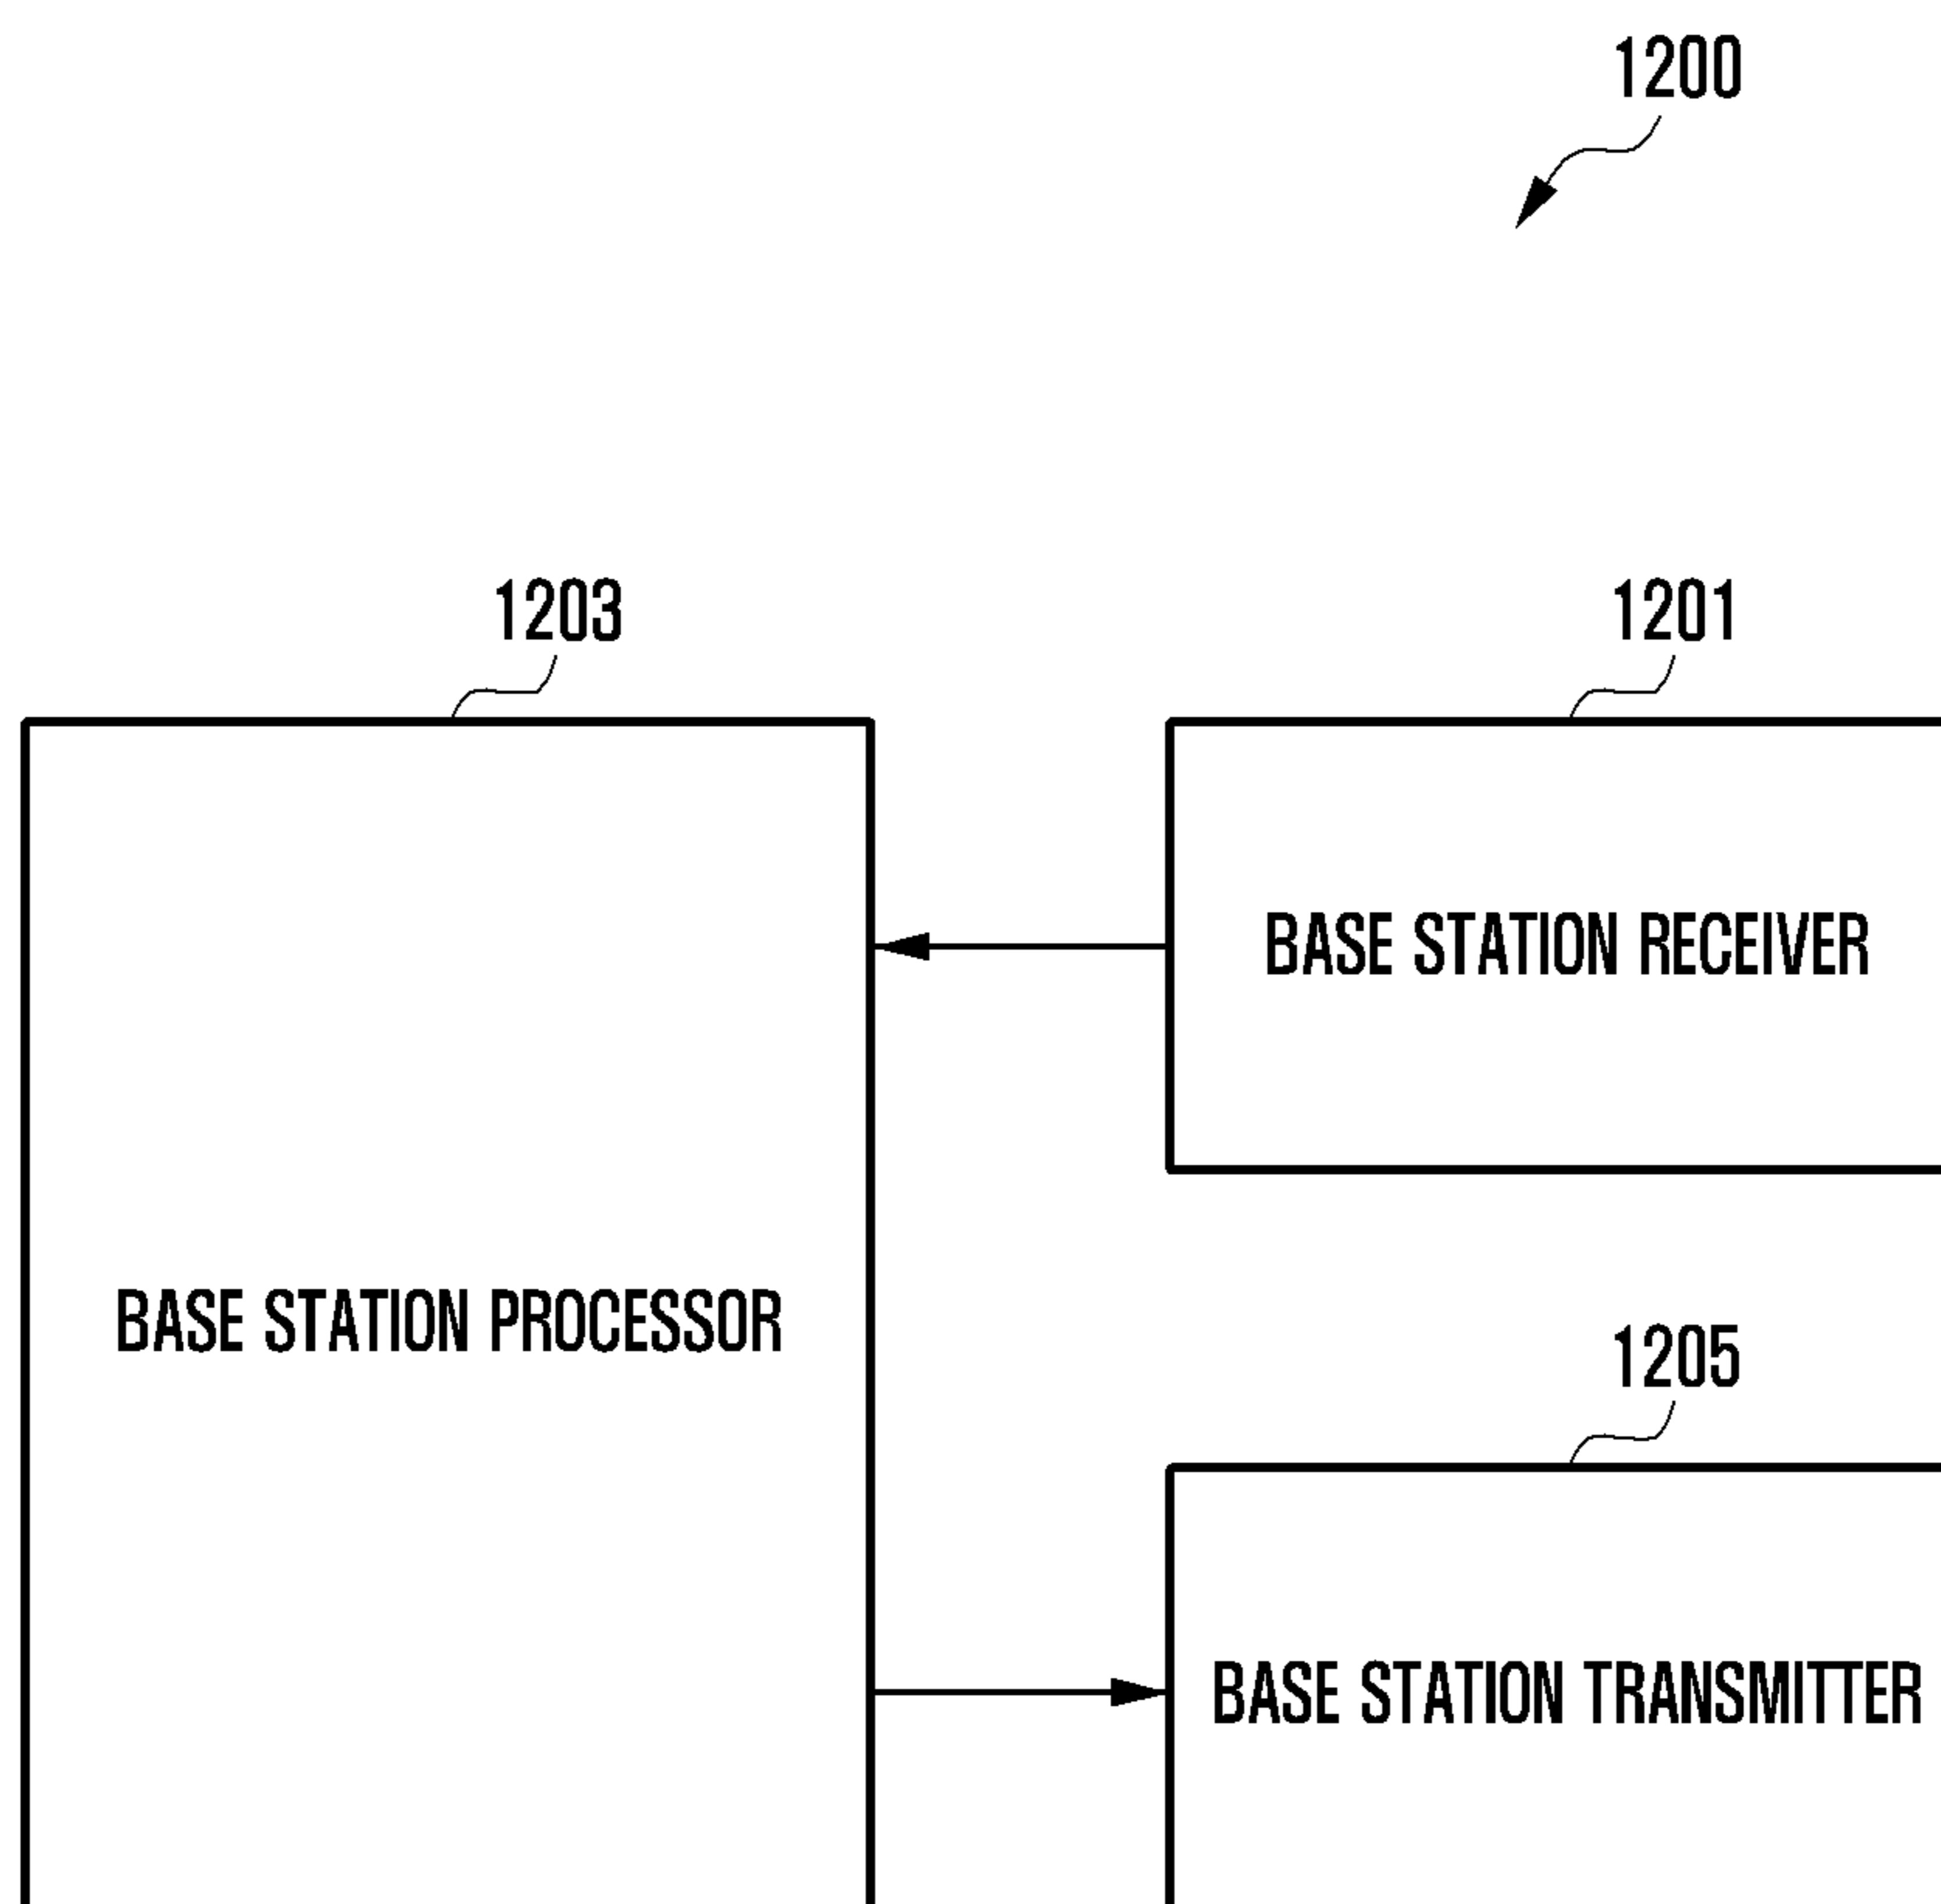 1200
1203
1201
BASE STATION RECEIVER
BASE STATION PROCESSOR
1205
BASE STATION TRANSMITTER